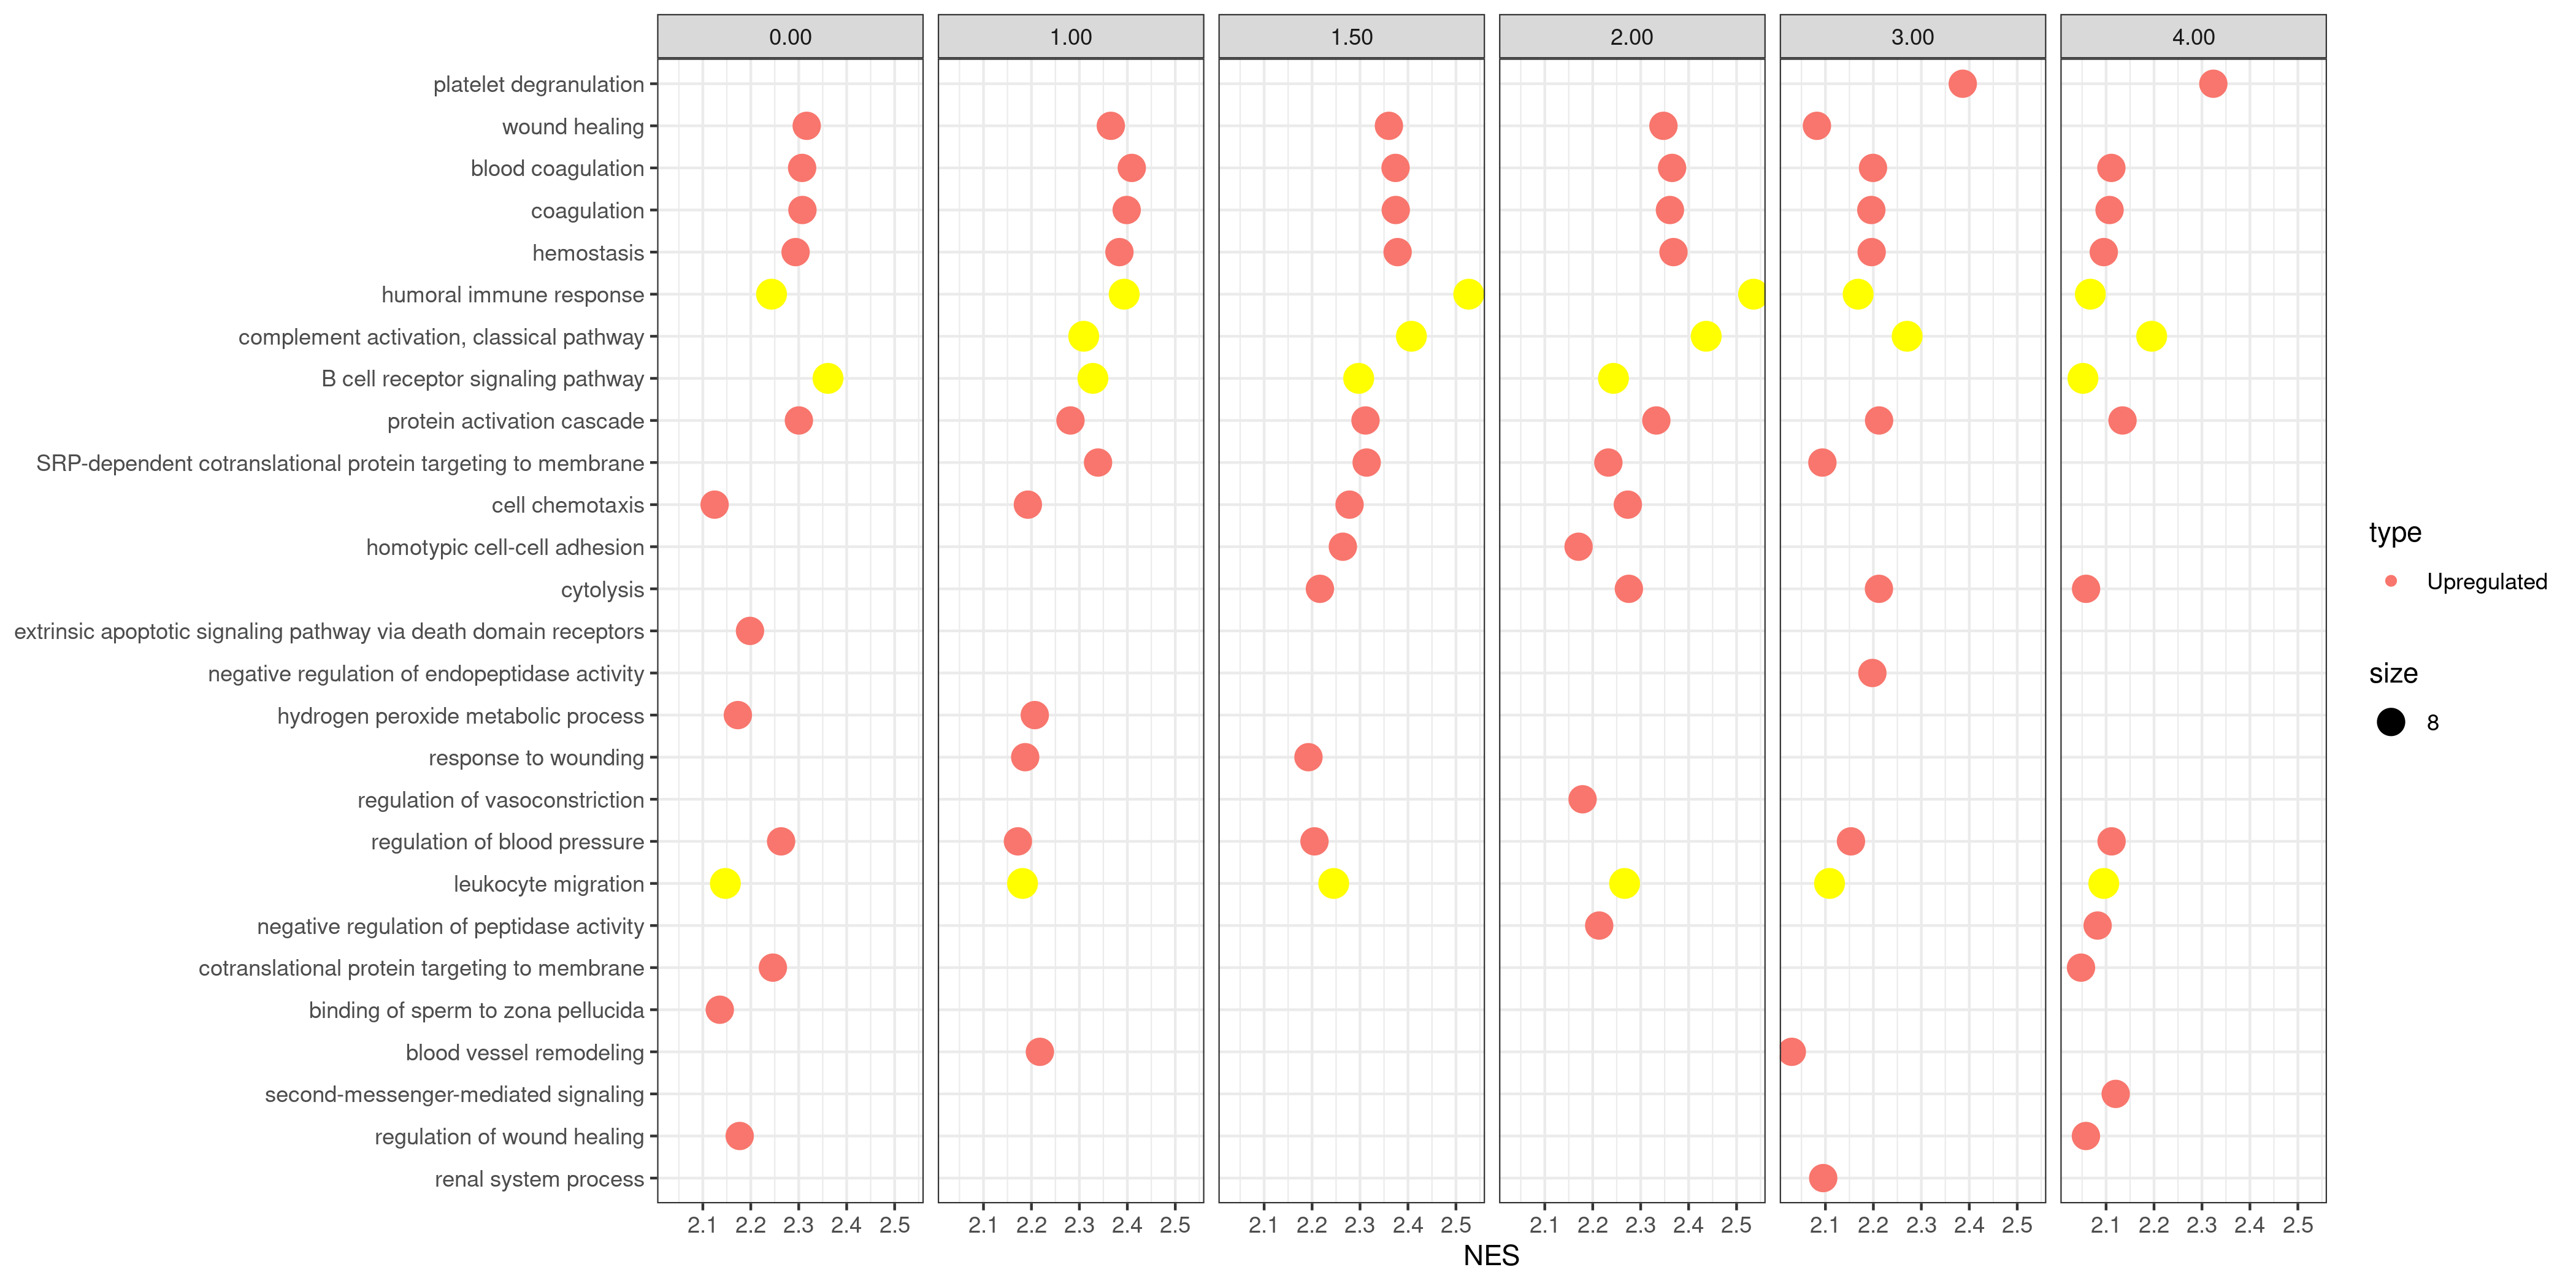 0.00 1.00 1.50 2.00 3.00 4.00
platelet degranulation
wound healing
blood coagulation
coagulation
hemostasis
humoral immune response
complement activation, classical pathway
B cell receptor signaling pathway
protein activation cascade
SRP-dependent cotranslational protein targeting to membrane
cell chemotaxis
homotypic cell-cell adhesion
cytolysis
extrinsic apoptotic signaling pathway via death domain receptors
negative regulation of endopeptidase activity
hydrogen peroxide metabolic process
response to wounding
regulation of vasoconstriction
regulation of blood pressure
leukocyte migration
negative regulation of peptidase activity
cotranslational protein targeting to membrane
binding of sperm to zona pellucida
blood vessel remodeling
second-messenger-mediated signaling
regulation of wound healing
renal system process
2.1 2.2 2.3 2.4 2.5 2.1 2.2 2.3 2.4 2.5 2.1 2.2 2.3 2.4 2.5 2.1 2.2 2.3 2.4 2.5 2.1 2.2 2.3 2.4 2.5 2.1 2.2 2.3 2.4 2.5
NES
type
Upregulated
size
8